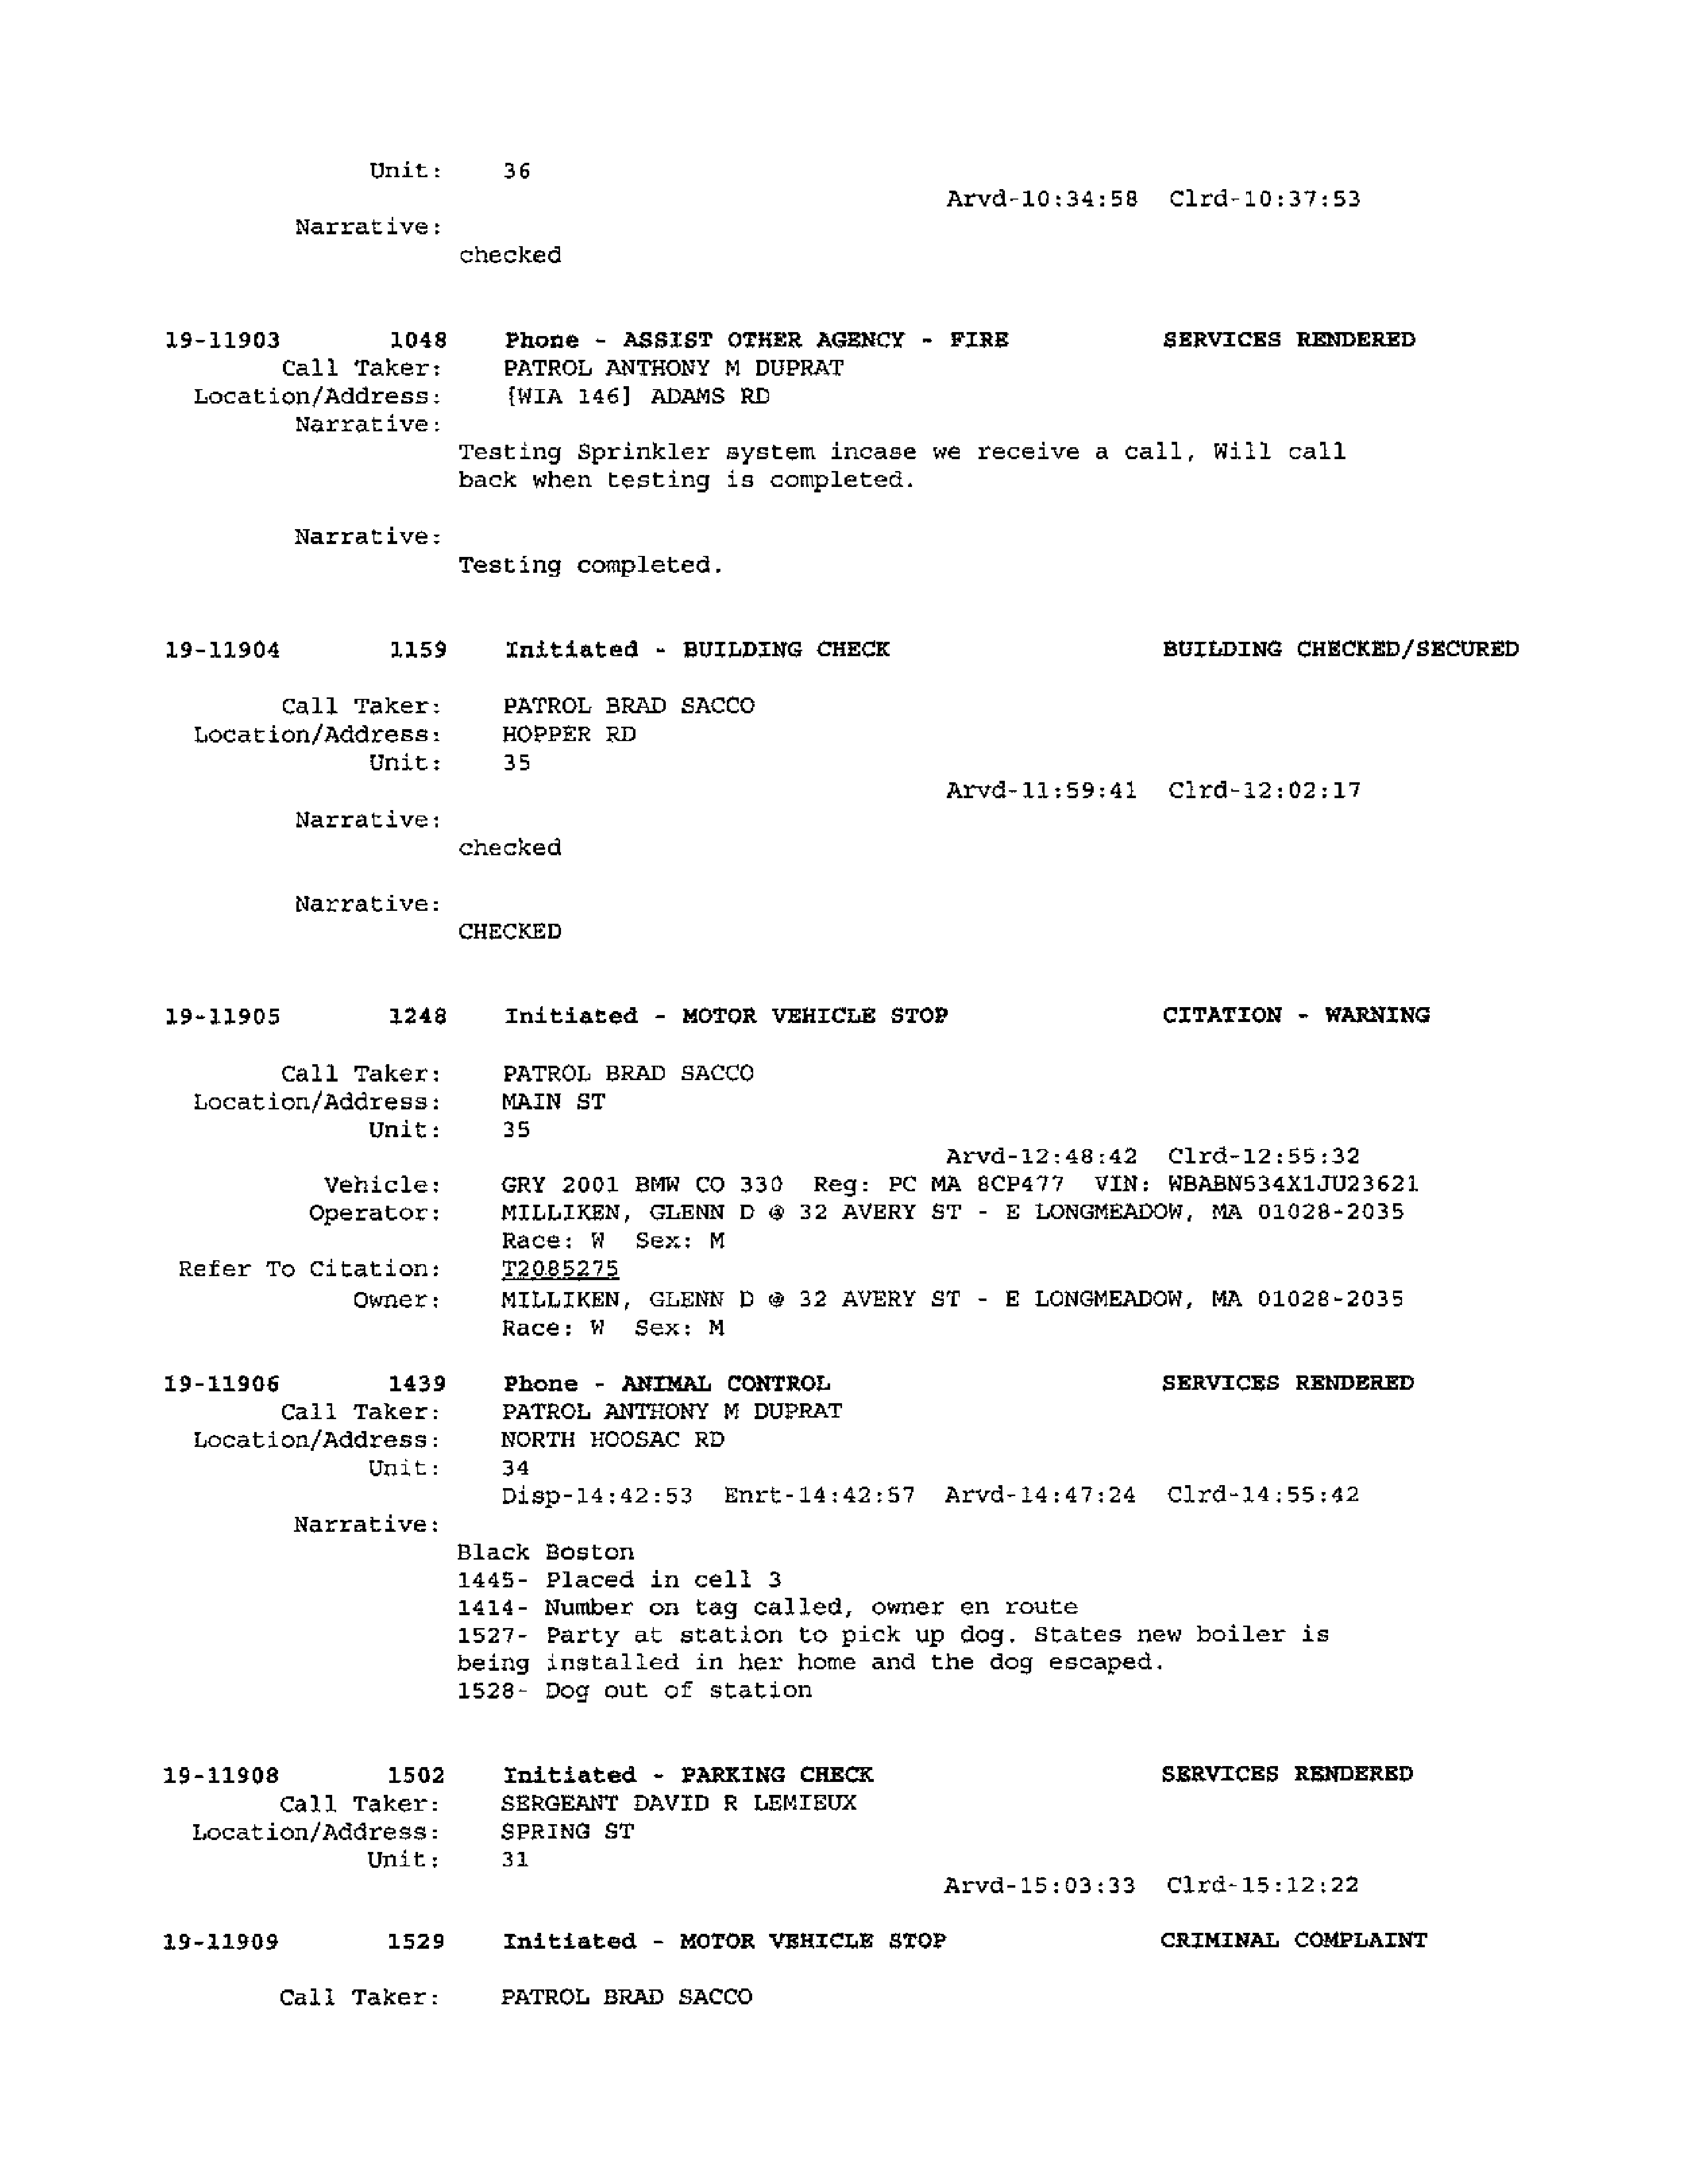 Unit: 36
Arvd-10:34:58 Clrd-10:37:53
Narrative:
checked
19-11903 1048 Phone - ASSIST OTHER AGENCY - FIRE SERVICES RENDERED
Call Taker: PATROL ANTHONY M DUPRAT
Location/Address: [WIA 146] ADAMS RD
Narrative:
Testing Sprinkler system incase we receive a call, Will call
back when testing is completed.
Narrative:
Testing completed.
19-11904 1159 Initiated - BUILDING CHECK BUILDING CHECKED/SECURED
Call Taker: PATROL BRAD SACCO
Location/Address: HOPPER RD
Unit: 35
Arvd-11:59:41 Clrd-12:02:17
Narrative:
checked
Narrative:
CHECKED
19-11905 1248 Initiated - MOTOR VEHICLE STOP CITATION - WARNING
Call Taker: PATROL BRAD SACCO
Location/Address: MAIN ST
Unit: 35
Arvd-12:48:42 Clrd-12:55:32
Vehicle: GRY 2001 BMW CO 330 Reg: PC MA 8CP477 VIN: WBABN534X1JU23621
Operator: MILLIKEN, GLENN D @ 32 AVERY ST - E LONGMEADOW, MA 01028-2035
Race: W Sex: M
Refer To Citation: T2085275
Owner: MILLIKEN, GLENN D @ 32 AVERY ST - E LONGMEADOW, MA 01028-2035
Race: W Sex: M
19-11906 1439 Phone - ANIMAL CONTROL SERVICES RENDERED
Call Taker: PATROL ANTHONY M DUPRAT
Location/Address: NORTH HOOSAC RD
Unit: 34
Disp-14:42:53 Enrt-14:42:57 Arvd-14:47:24 Clrd-14:55:42
Narrative:
Black Boston
1445- Placed in cell 3
1414- Number on tag called, owner en route
1527- Party at station to pick up dog. States new boiler is
being installed in her home and the dog escaped.
1528- Dog out of station
19-11908 1502 Initiated - PARKING CHECK SERVICES RENDERED
Call Taker: SERGEANT DAVID R LEMIEUX
Location/Address: SPRING ST
Unit: 31
Arvd-15:03:33 Clrd-15:12:22
19-11909 1529 Initiated - MOTOR VEHICLE STOP CRIMINAL COMPLAINT
Call Taker: PATROL BRAD SACCO